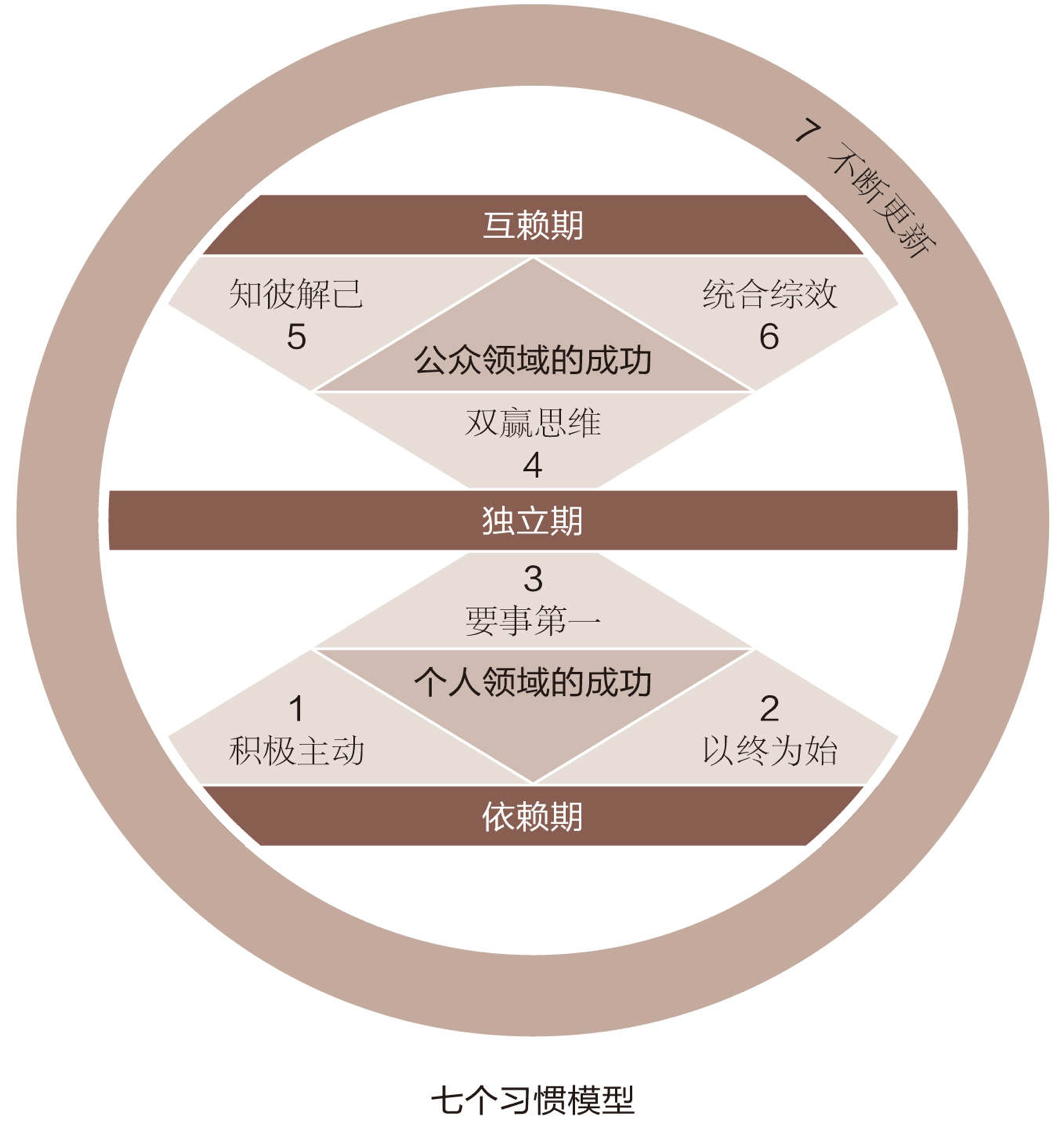 7 不断更新
互赖期
知彼解己
5
统合综效
6
公众领域的成功
双赢思维
4
独立期
3
要事第一
个人领域的成功
1
积极主动
2
以终为始
依赖期
七个习惯模型